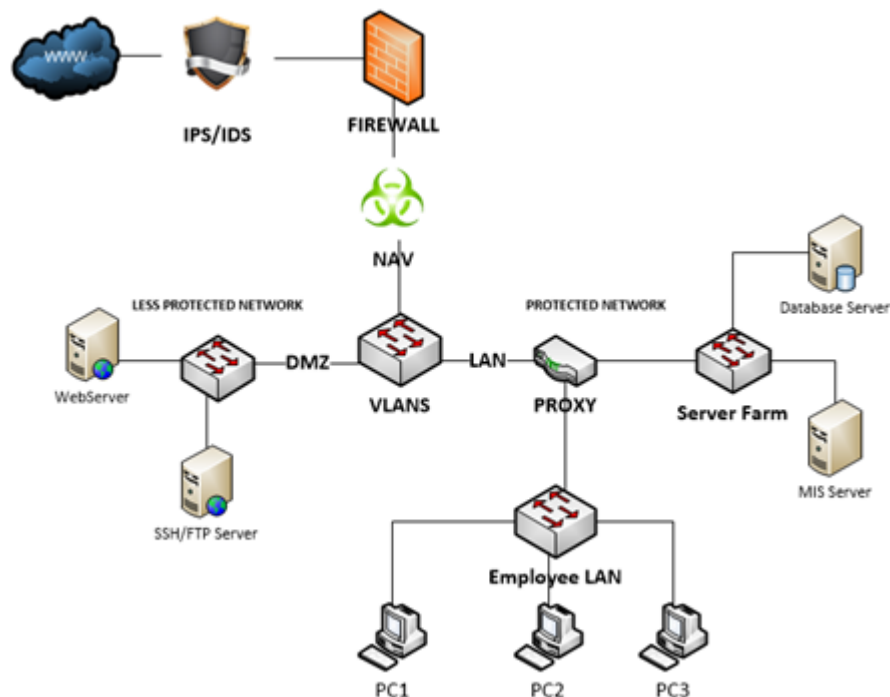 WWW
IPS/IDS
FIREWALL
NAV
LESS PROTECTED NETWORK
PROTECTED NETWORK
Database Server
WebServer
DMZ
LAN
VLANS
PROXY
Server Farm
SSH/FTP Server
MIS Server
Employee LAN
PC1
PC2
PC3